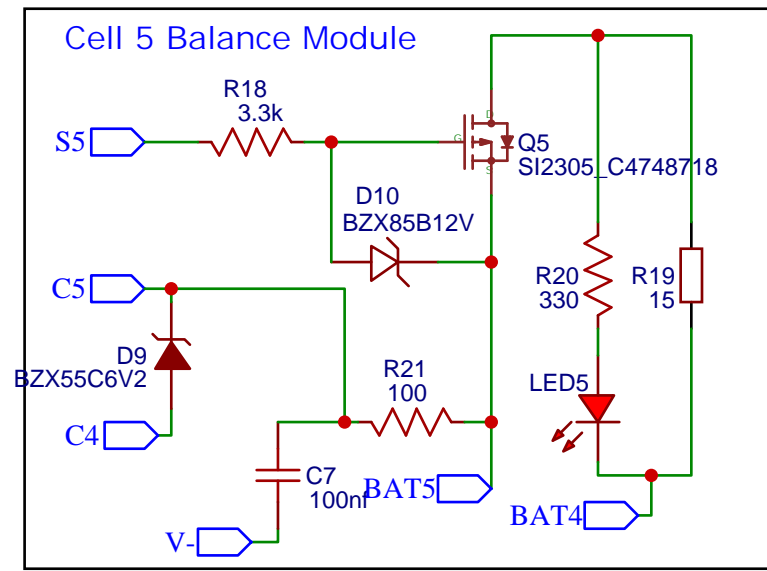 Cell 5 Balance Module
R18
3.3k
S5
D
G
S
Q5
SI2305_C4748718
D10
BZX85B12V
C5
R20
330
R19
15
D9
BZX55C6V2
R21
100
LED5
C4
C7
100nf
BAT5
BAT4
V-